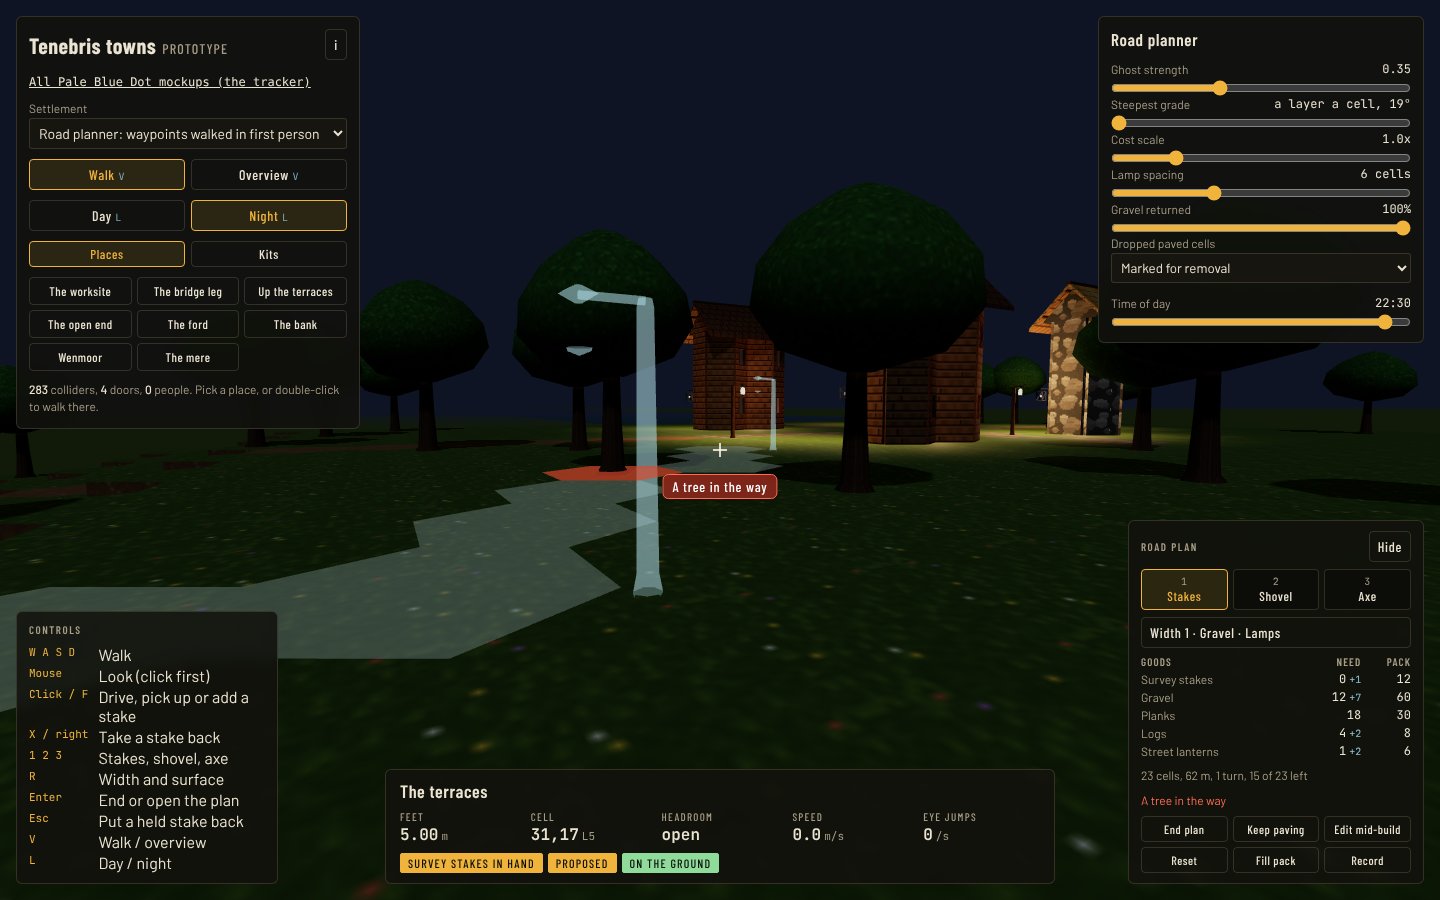 Tenebris towns PROTOTYPE
i
All Pale Blue Dot mockups (the tracker)
Settlement
Road planner: waypoints walked in first person
Walk V
Overview V
Day L
Night L
Places
Kits
The worksite
The bridge leg
Up the terraces
The open end
The ford
The bank
Wenmoor
The mere
283 colliders, 4 doors, 0 people. Pick a place, or double-click
to walk there.
Road planner
Ghost strength 0.35
Steepest grade a layer a cell, 19°
Cost scale 1.0x
Lamp spacing 6 cells
Gravel returned 100%
Dropped paved cells
Marked for removal
Time of day 22:30
A tree in the way
CONTROLS
W A S D Walk
Mouse Look (click first)
Click / F Drive, pick up or add a
stake
X / right Take a stake back
1 2 3 Stakes, shovel, axe
R Width and surface
Enter End or open the plan
Esc Put a held stake back
V Walk / overview
L Day / night
The terraces
FEET CELL HEADROOM SPEED EYE JUMPS
5.00 m 31,17 L5 open 0.0 m/s 0 /s
SURVEY STAKES IN HAND PROPOSED ON THE GROUND
ROAD PLAN
Hide
1 2 3
Stakes Shovel Axe
Width 1 · Gravel · Lamps
GOODS NEED PACK
Survey stakes 0 +1 12
Gravel 12 +7 60
Planks 18 30
Logs 4 +2 8
Street lanterns 1 +2 6
23 cells, 62 m, 1 turn, 15 of 23 left
A tree in the way
End plan Keep paving Edit mid-build
Reset Fill pack Record